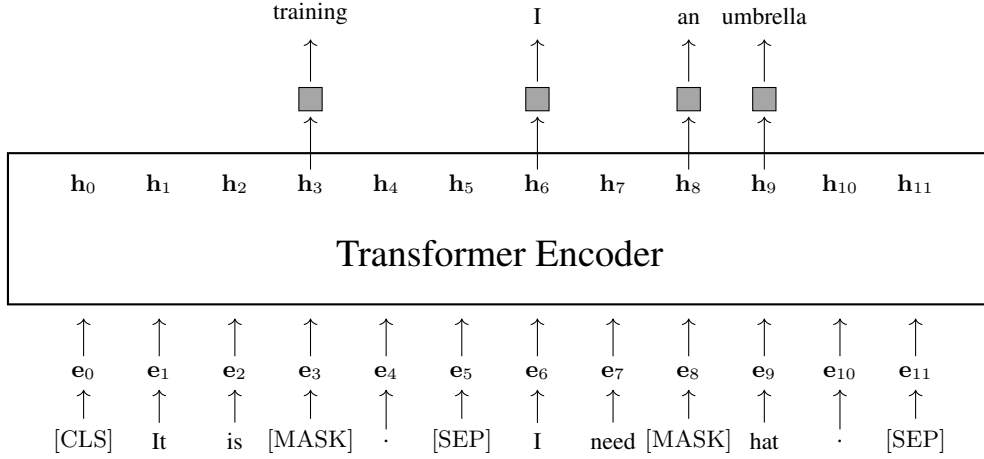 training I an umbrella
h₀ h₁ h₂ h₃ h₄ h₅ h₆ h₇ h₈ h₉ h₁₀ h₁₁
Transformer Encoder
e₀ e₁ e₂ e₃ e₄ e₅ e₆ e₇ e₈ e₉ e₁₀ e₁₁
[CLS] It is [MASK] . [SEP] I need [MASK] hat . [SEP]